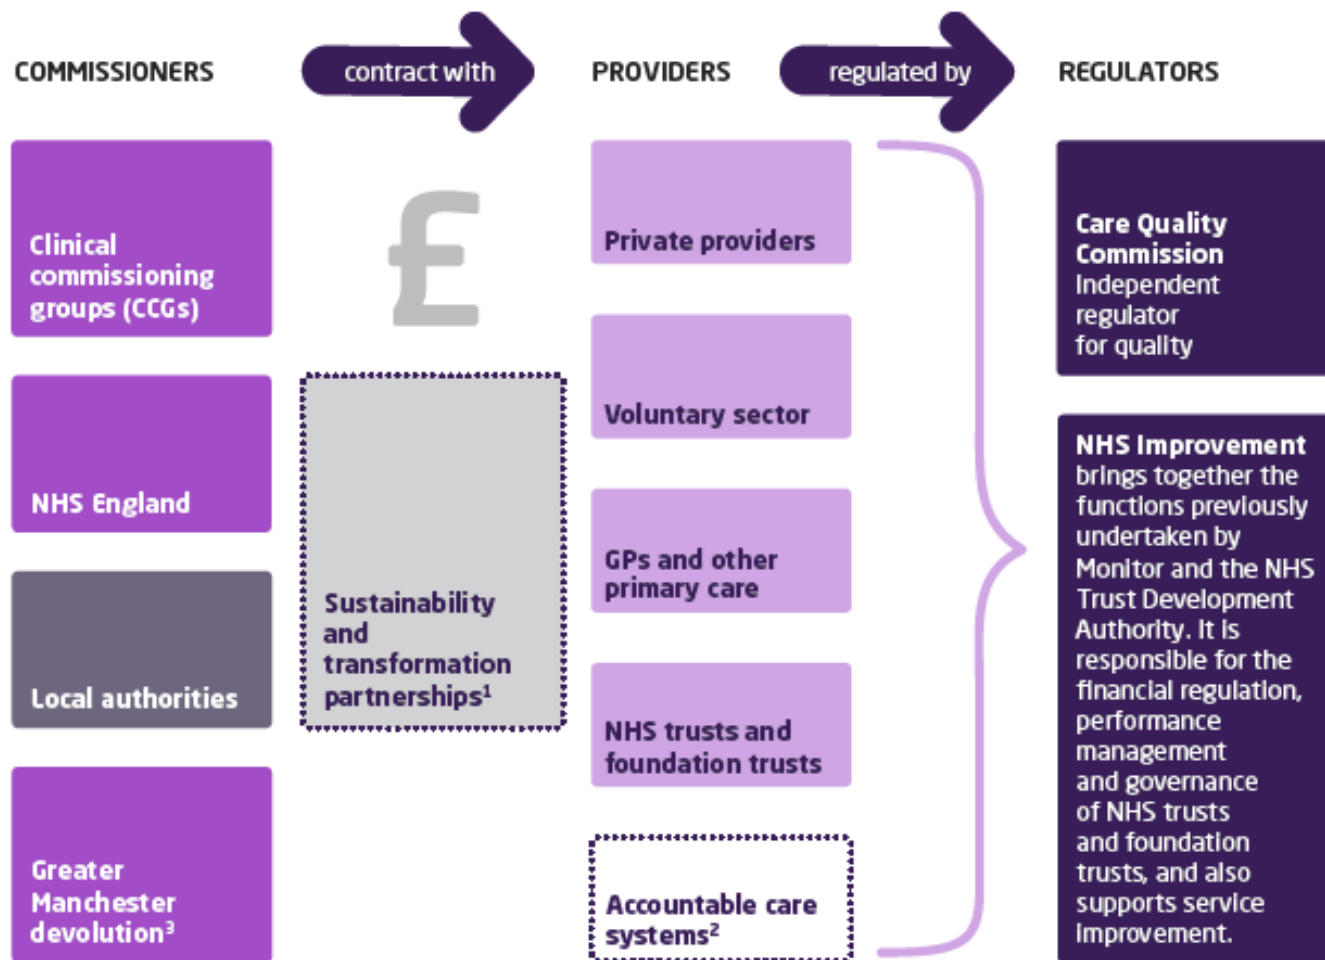 COMMISSIONERS
contract with
PROVIDERS
regulated by
REGULATORS
Clinical
commissioning
groups (CCGs)
NHS England
Local authorities
Greater
Manchester
devolution³
£
Sustainability
and
transformation
partnerships¹
Private providers
Voluntary sector
GPs and other
primary care
NHS trusts and
foundation trusts
Accountable care
systems²
Care Quality
Commission
Independent
regulator
for quality
NHS Improvement
brings together the
functions previously
undertaken by
Monitor and the NHS
Trust Development
Authority. It is
responsible for the
financial regulation,
performance
management
and governance
of NHS trusts
and foundation
trusts, and also
supports service
improvement.